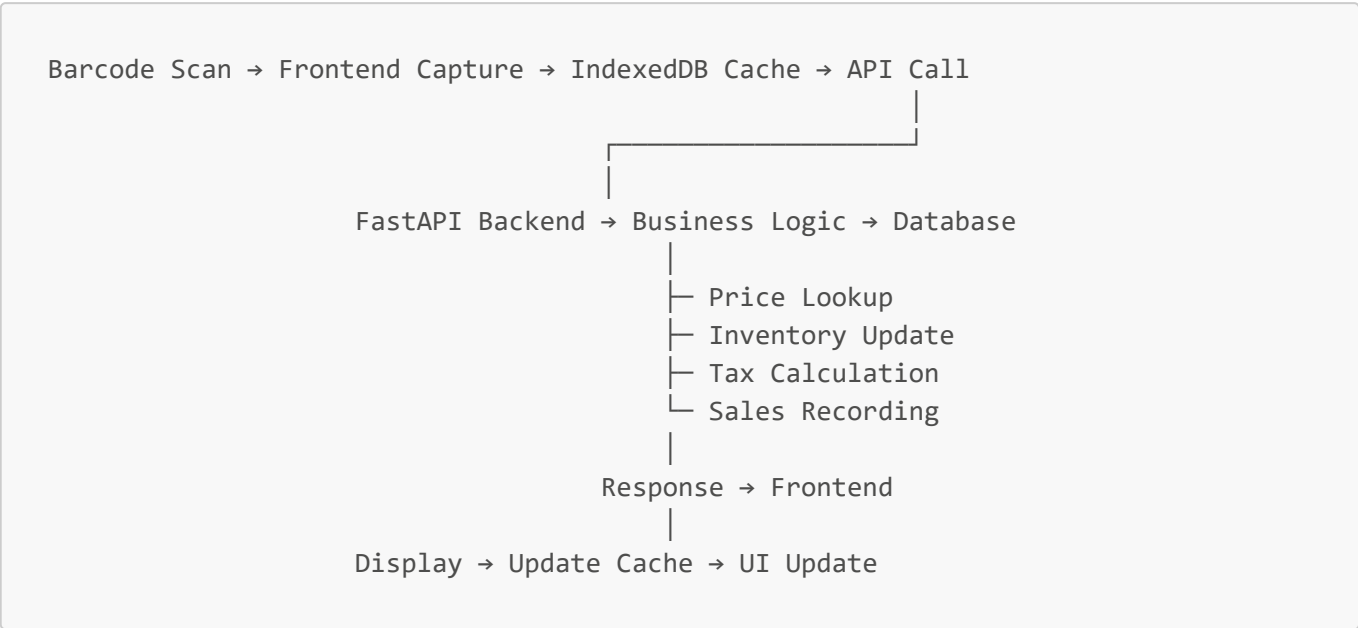 Barcode Scan → Frontend Capture → IndexedDB Cache → API Call
FastAPI Backend → Business Logic → Database
├─ Price Lookup
├─ Inventory Update
├─ Tax Calculation
└─ Sales Recording
Response → Frontend
Display → Update Cache → UI Update